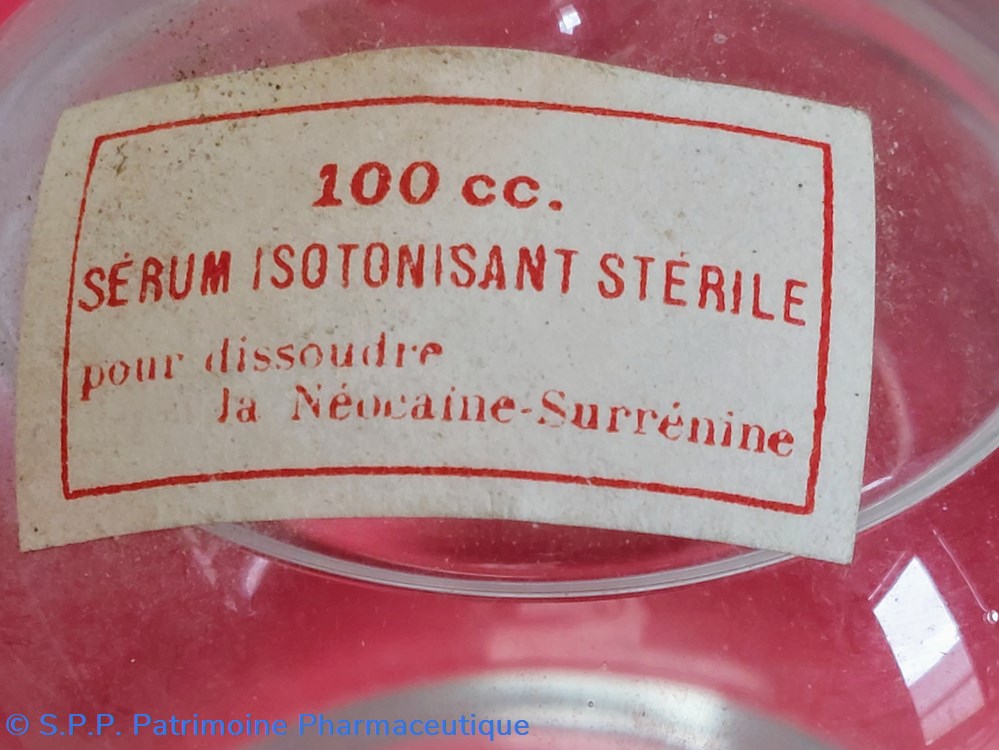 100 cc.
SÉRUM ISOTONISANT STÉRILE
pour dissoudre
la Néocaine-Surrénine
© S.P.P. Patrimoine Pharmaceutique